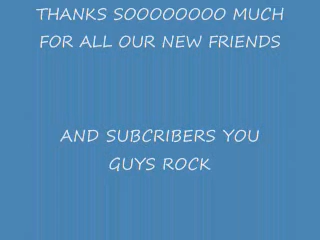 THANKS SOOOOOOOO MUCH
FOR ALL OUR NEW FRIENDS
AND SUBCRIBERS YOU
GUYS ROCK